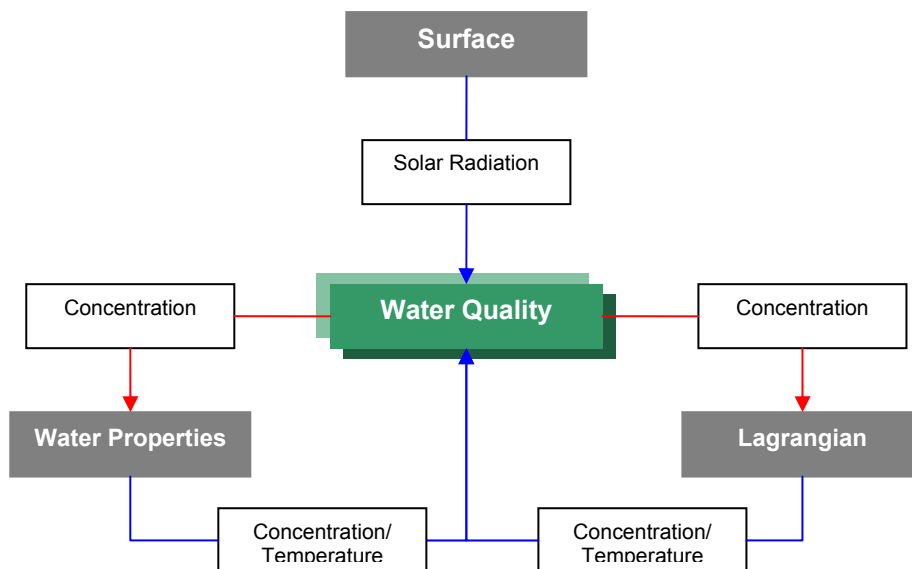 Surface
Solar Radiation
Concentration
Water Quality
Concentration
Water Properties
Lagrangian
Concentration/
Temperature
Concentration/
Temperature